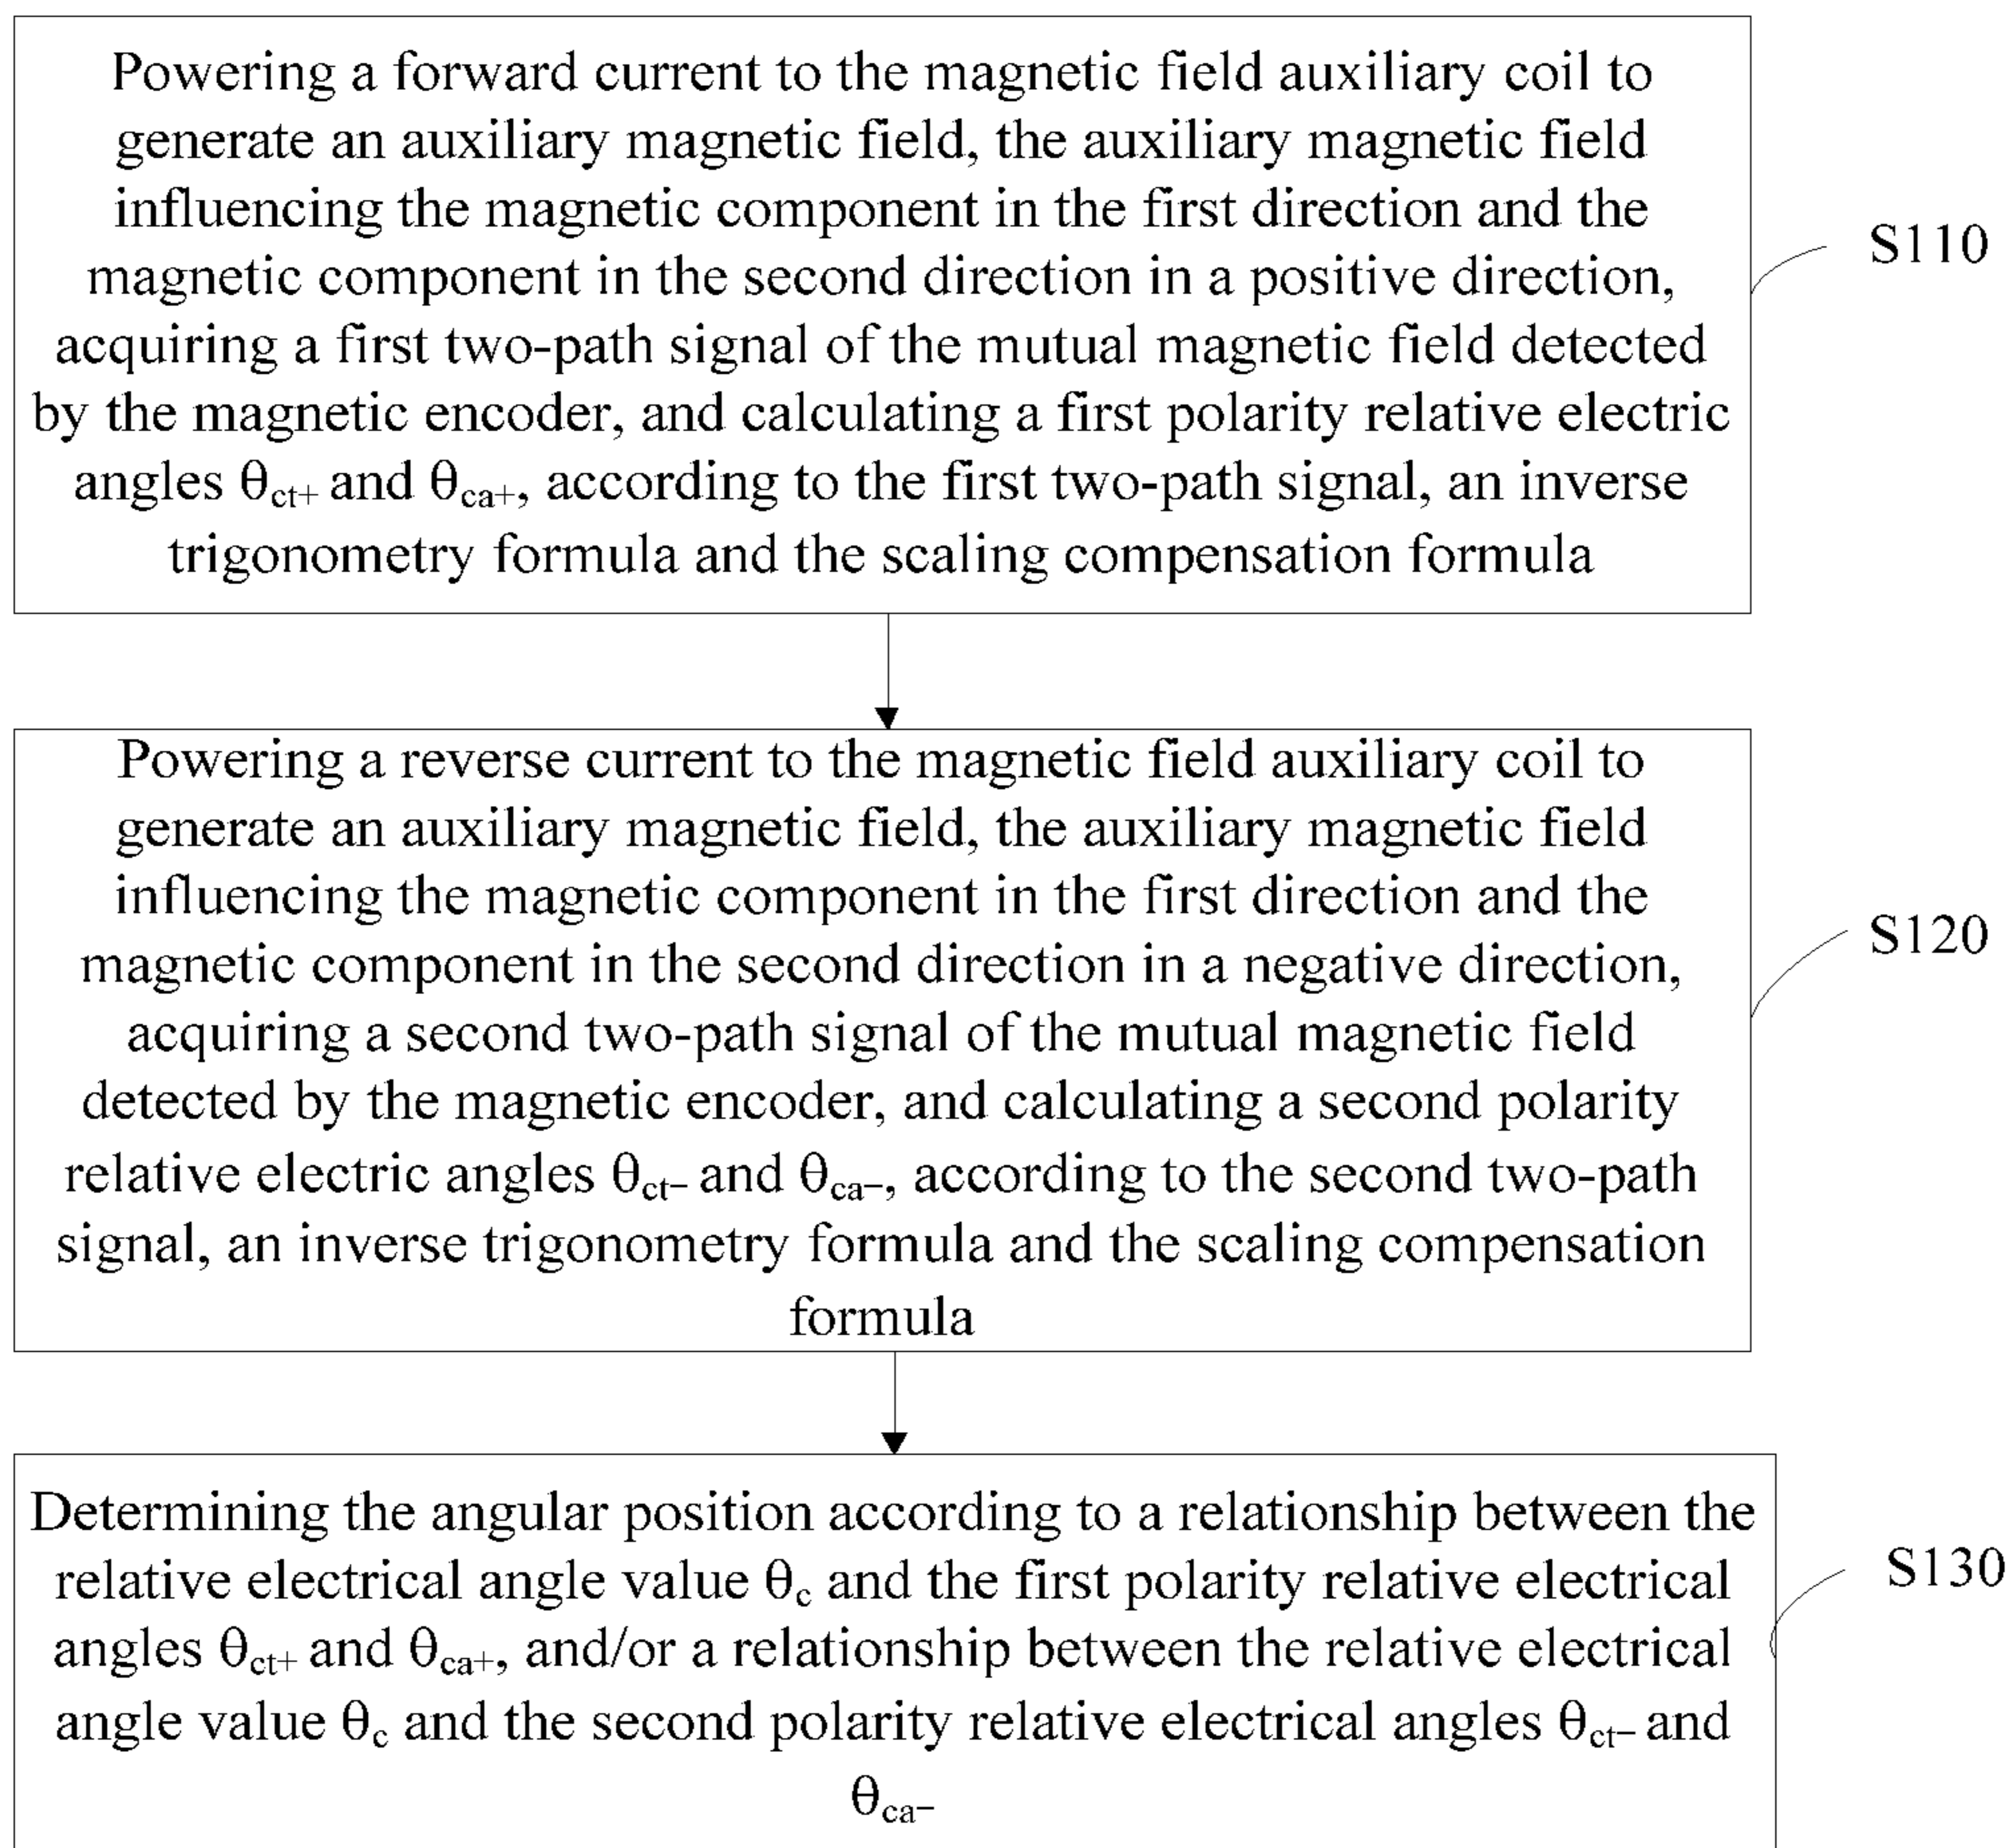 Powering a forward current to the magnetic field auxiliary coil to
generate an auxiliary magnetic field, the auxiliary magnetic field
influencing the magnetic component in the first direction and the
magnetic component in the second direction in a positive direction,
acquiring a first two-path signal of the mutual magnetic field detected
by the magnetic encoder, and calculating a first polarity relative electric
angles θct+ and θca+, according to the first two-path signal, an inverse
trigonometry formula and the scaling compensation formula
S110
Powering a reverse current to the magnetic field auxiliary coil to
generate an auxiliary magnetic field, the auxiliary magnetic field
influencing the magnetic component in the first direction and the
magnetic component in the second direction in a negative direction,
acquiring a second two-path signal of the mutual magnetic field
detected by the magnetic encoder, and calculating a second polarity
relative electric angles θct− and θca−, according to the second two-path
signal, an inverse trigonometry formula and the scaling compensation
formula
S120
Determining the angular position according to a relationship between the
relative electrical angle value θc and the first polarity relative electrical
angles θct+ and θca+, and/or a relationship between the relative electrical
angle value θc and the second polarity relative electrical angles θct− and
θca−
S130